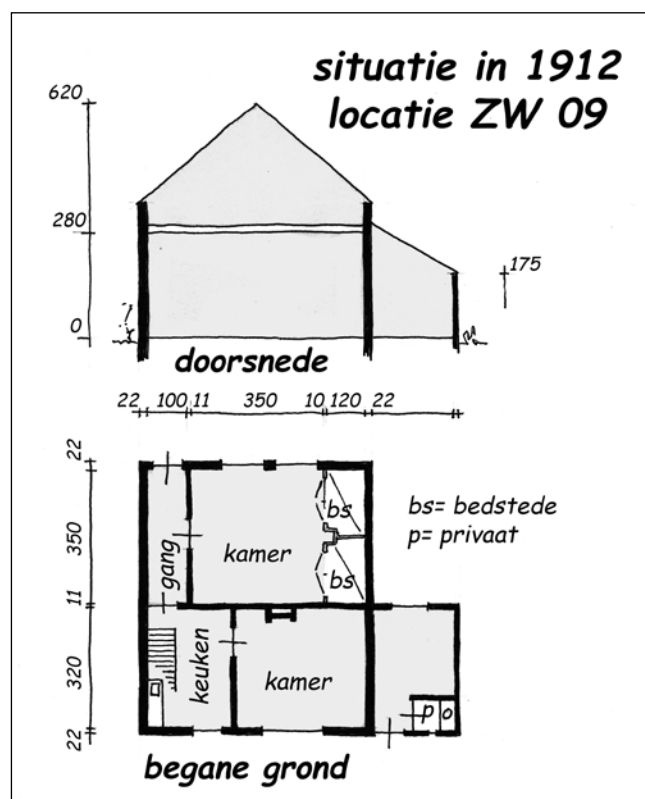 situatie in 1912
locatie ZW 09
620
280
175
0
doorsnede
22 100 11 350 10 120 22
22
350
11
320
22
bs
bs
kamer
gang
bs= bedstede
p= privaat
keuken
kamer
p o
begane grond